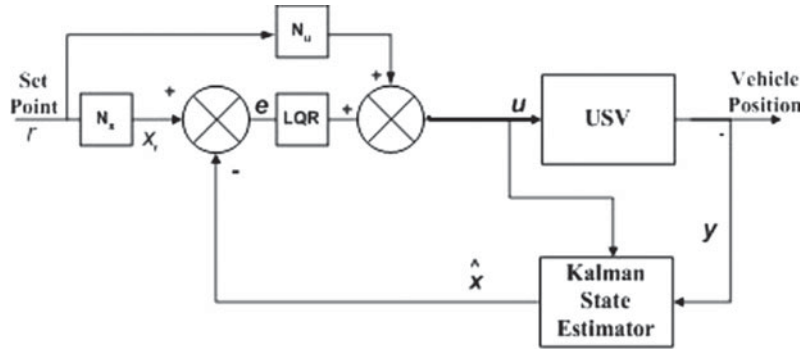 Nu
Set
Point
r
Nx
+
xr
-
e
LQR
+
+
u
USV
Vehicle
Position
y
^
x
Kalman
State
Estimator